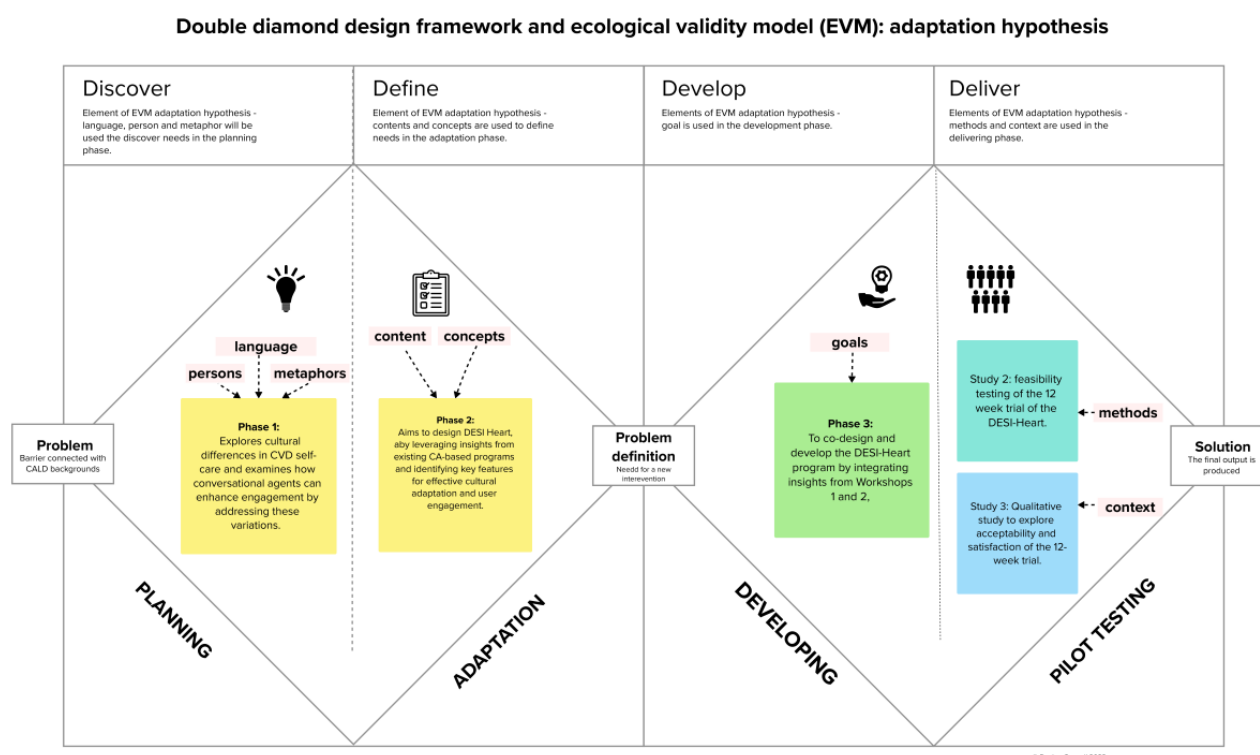 Double diamond design framework and ecological validity model (EVM): adaptation hypothesis
Discover
Element of EVM adaptation hypothesis -
language, person and metaphor will be
used the discover needs in the planning
phase.
Define
Element of EVM adaptation hypothesis -
contents and concepts are used to define
needs in the adaptation phase.
Develop
Elements of EVM adaptation hypothesis -
goal is used in the development phase.
Deliver
Elements of EVM adaptation hypothesis -
methods and context are used in the
delivering phase.
language
persons
metaphors
content
concepts
goals
Problem
Barrier connected with
CALD backgrounds
Phase 1:
Explores cultural
differences in CVD self-
care and examines how
conversational agents can
enhance engagement by
addressing these
variations.
Phase 2:
Aims to design DESI Heart,
aby leveraging insights from
existing CA-based programs
and identifying key features
for effective cultural
adaptation and user
engagement.
Problem
definition
Needd for a new
interevention
Phase 3:
To co-design and
develop the DESI-Heart
program by integrating
insights from Workshops
1 and 2,
Study 2: feasibility
testing of the 12
week trial of the
DESI-Heart.
methods
Study 3: Qualitative
study to explore
acceptability and
satisfaction of the 12-
week trial.
context
Solution
The final output is
produced
PLANNING
ADAPTATION
DEVELOPING
PILOT TESTING